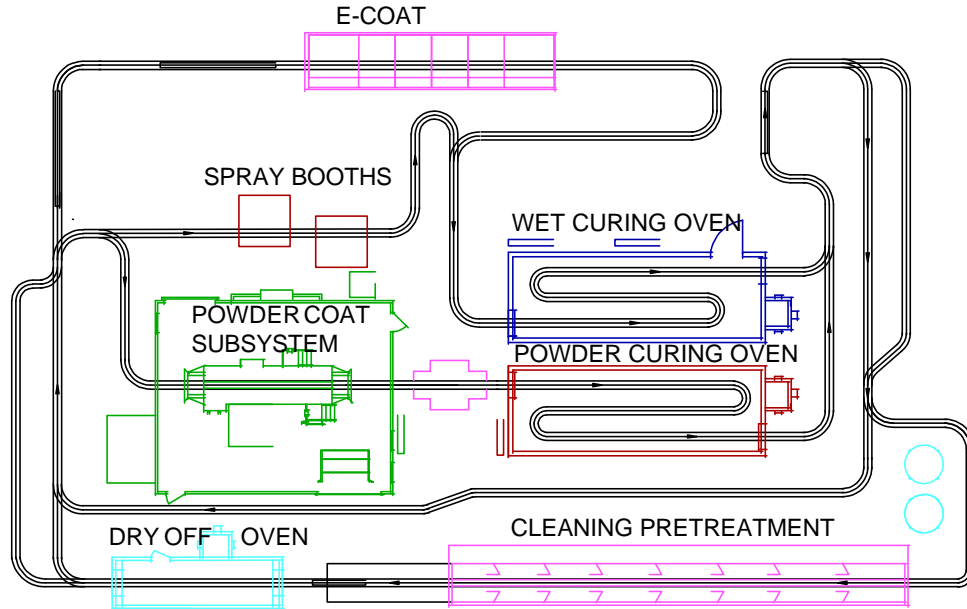 E-COAT
SPRAY BOOTHS
WET CURING OVEN
POWDER COAT
SUBSYSTEM
POWDER CURING OVEN
DRY OFF OVEN
CLEANING PRETREATMENT